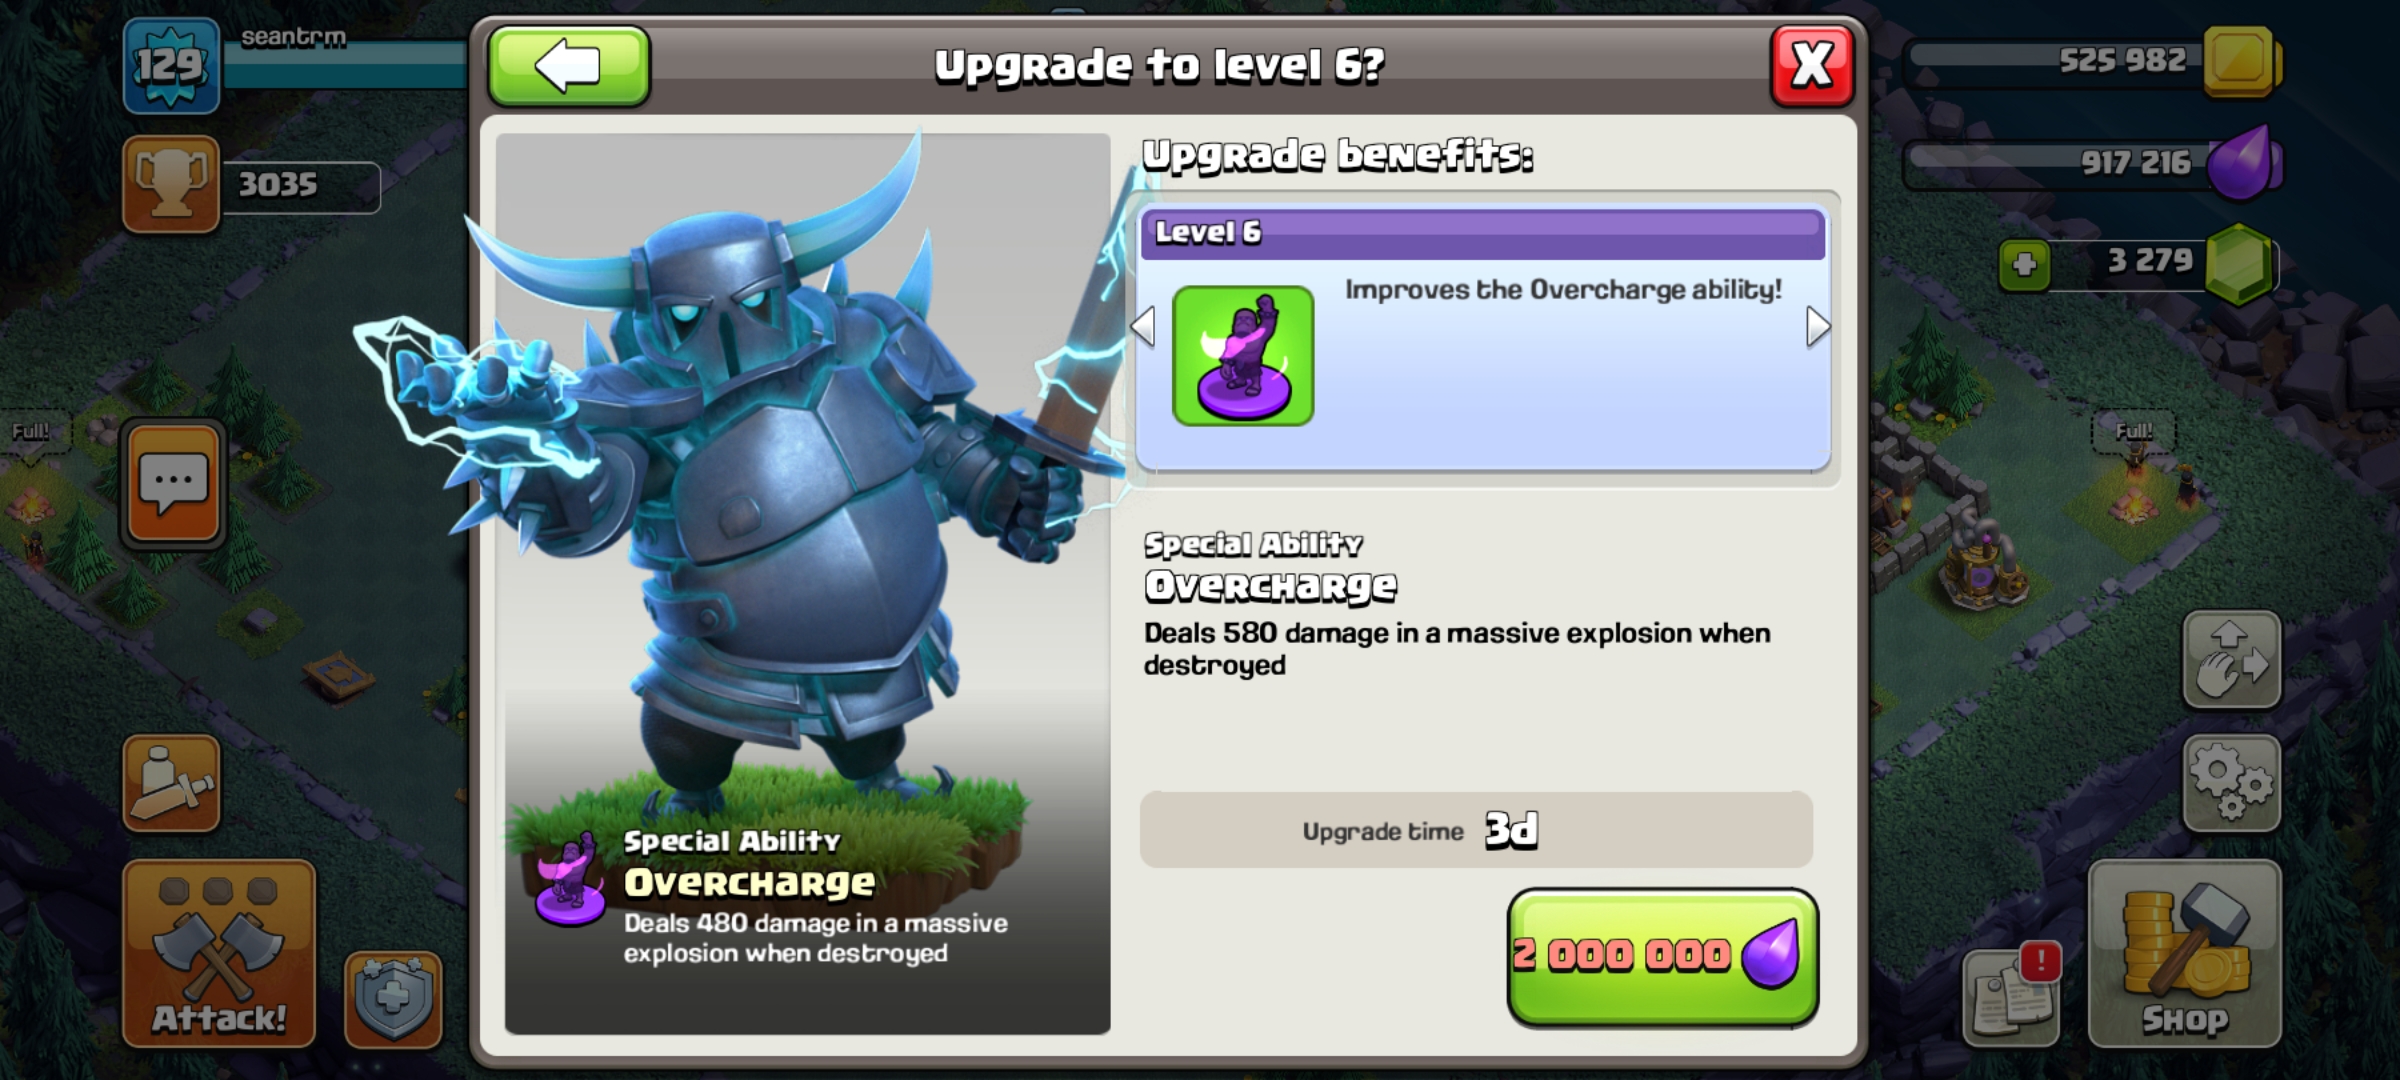 129
seantrm
3035
Full!
Attack!
Upgrade to level 6?
X
Upgrade benefits:
Level 6
Improves the Overcharge ability!
Special Ability
Overcharge
Deals 580 damage in a massive explosion when
destroyed
Upgrade time 3d
2 000 000
Special Ability
Overcharge
Deals 480 damage in a massive
explosion when destroyed
525 982
917 216
3 279
Full!
!
Shop